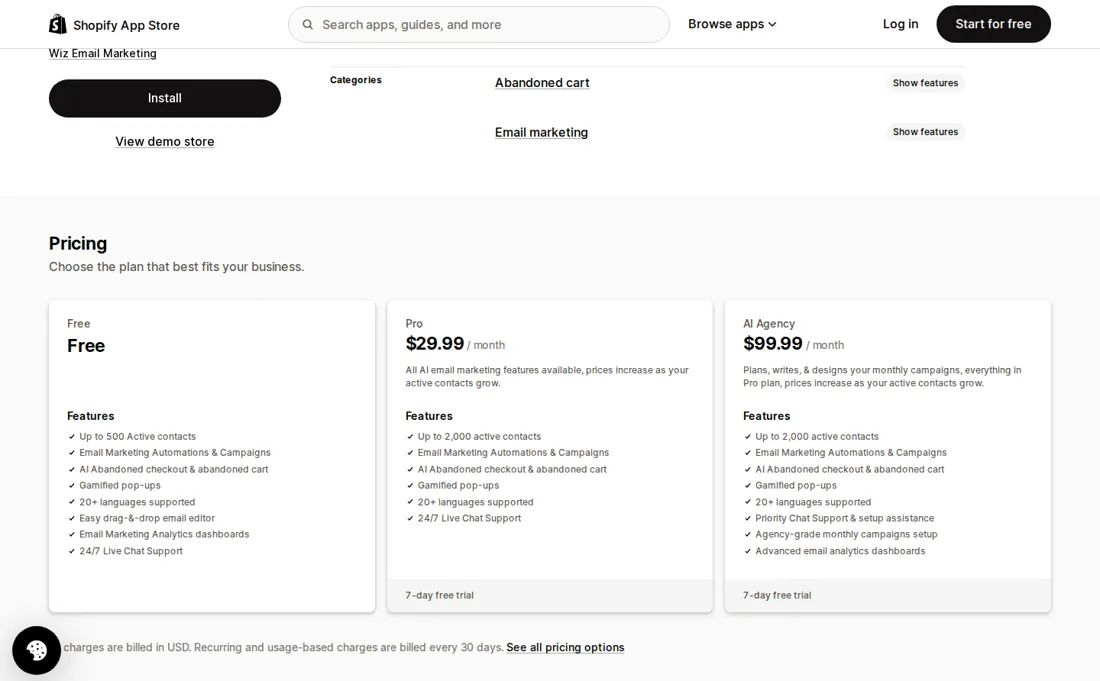 Shopify App Store
Search apps, guides, and more
Browse apps
Log in
Start for free
Wiz Email Marketing
Install
View demo store
Categories
Abandoned cart
Show features
Email marketing
Show features
Pricing
Choose the plan that best fits your business.
Free
Free
Features
Up to 500 Active contacts
Email Marketing Automations & Campaigns
AI Abandoned checkout & abandoned cart
Gamified pop-ups
20+ languages supported
Easy drag-&-drop email editor
Email Marketing Analytics dashboards
24/7 Live Chat Support
Pro
$29.99 / month
All AI email marketing features available, prices increase as your
active contacts grow.
Features
Up to 2,000 active contacts
Email Marketing Automations & Campaigns
AI Abandoned checkout & abandoned cart
Gamified pop-ups
20+ languages supported
24/7 Live Chat Support
7-day free trial
AI Agency
$99.99 / month
Plans, writes, & designs your monthly campaigns, everything in
Pro plan, prices increase as your active contacts grow.
Features
Up to 2,000 active contacts
Email Marketing Automations & Campaigns
AI Abandoned checkout & abandoned cart
Gamified pop-ups
20+ languages supported
Priority Chat Support & setup assistance
Agency-grade monthly campaigns setup
Advanced email analytics dashboards
7-day free trial
charges are billed in USD. Recurring and usage-based charges are billed every 30 days. See all pricing options